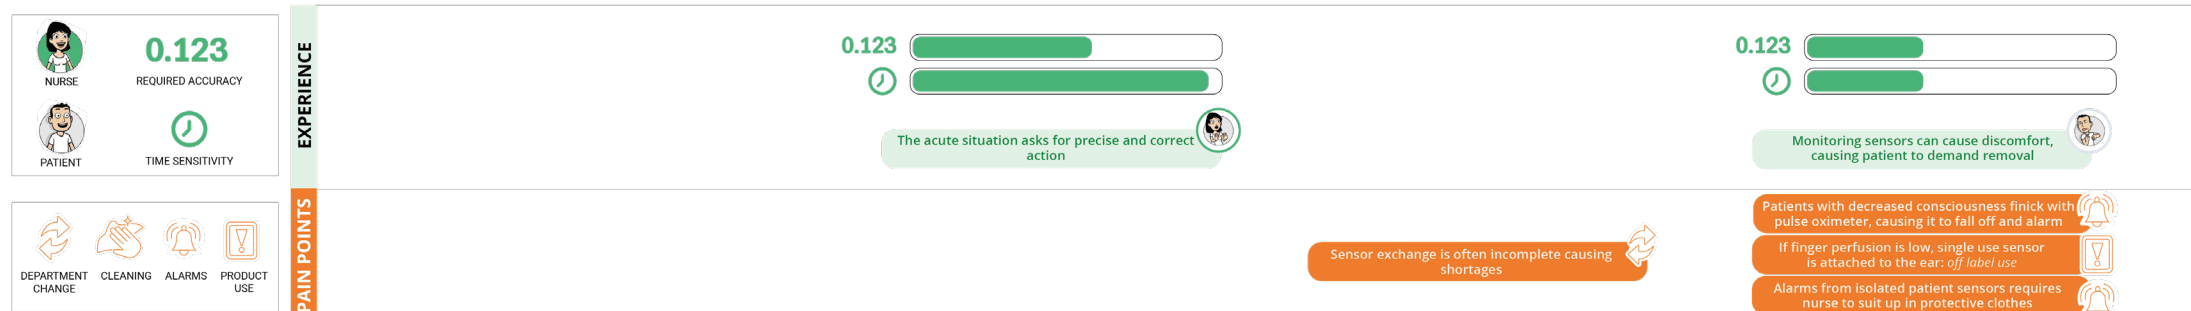 NURSE
0.123
REQUIRED ACCURACY
PATIENT
TIME SENSITIVITY
EXPERIENCE
0.123
The acute situation asks for precise and correct
action
0.123
Monitoring sensors can cause discomfort,
causing patient to demand removal
DEPARTMENT
CHANGE
CLEANING
ALARMS
PRODUCT
USE
PAIN POINTS
Sensor exchange is often incomplete causing
shortages
Patients with decreased consciousness finick with
pulse oximeter, causing it to fall off and alarm
If finger perfusion is low, single use sensor
is attached to the ear: off label use
Alarms from isolated patient sensors requires
nurse to suit up in protective clothes